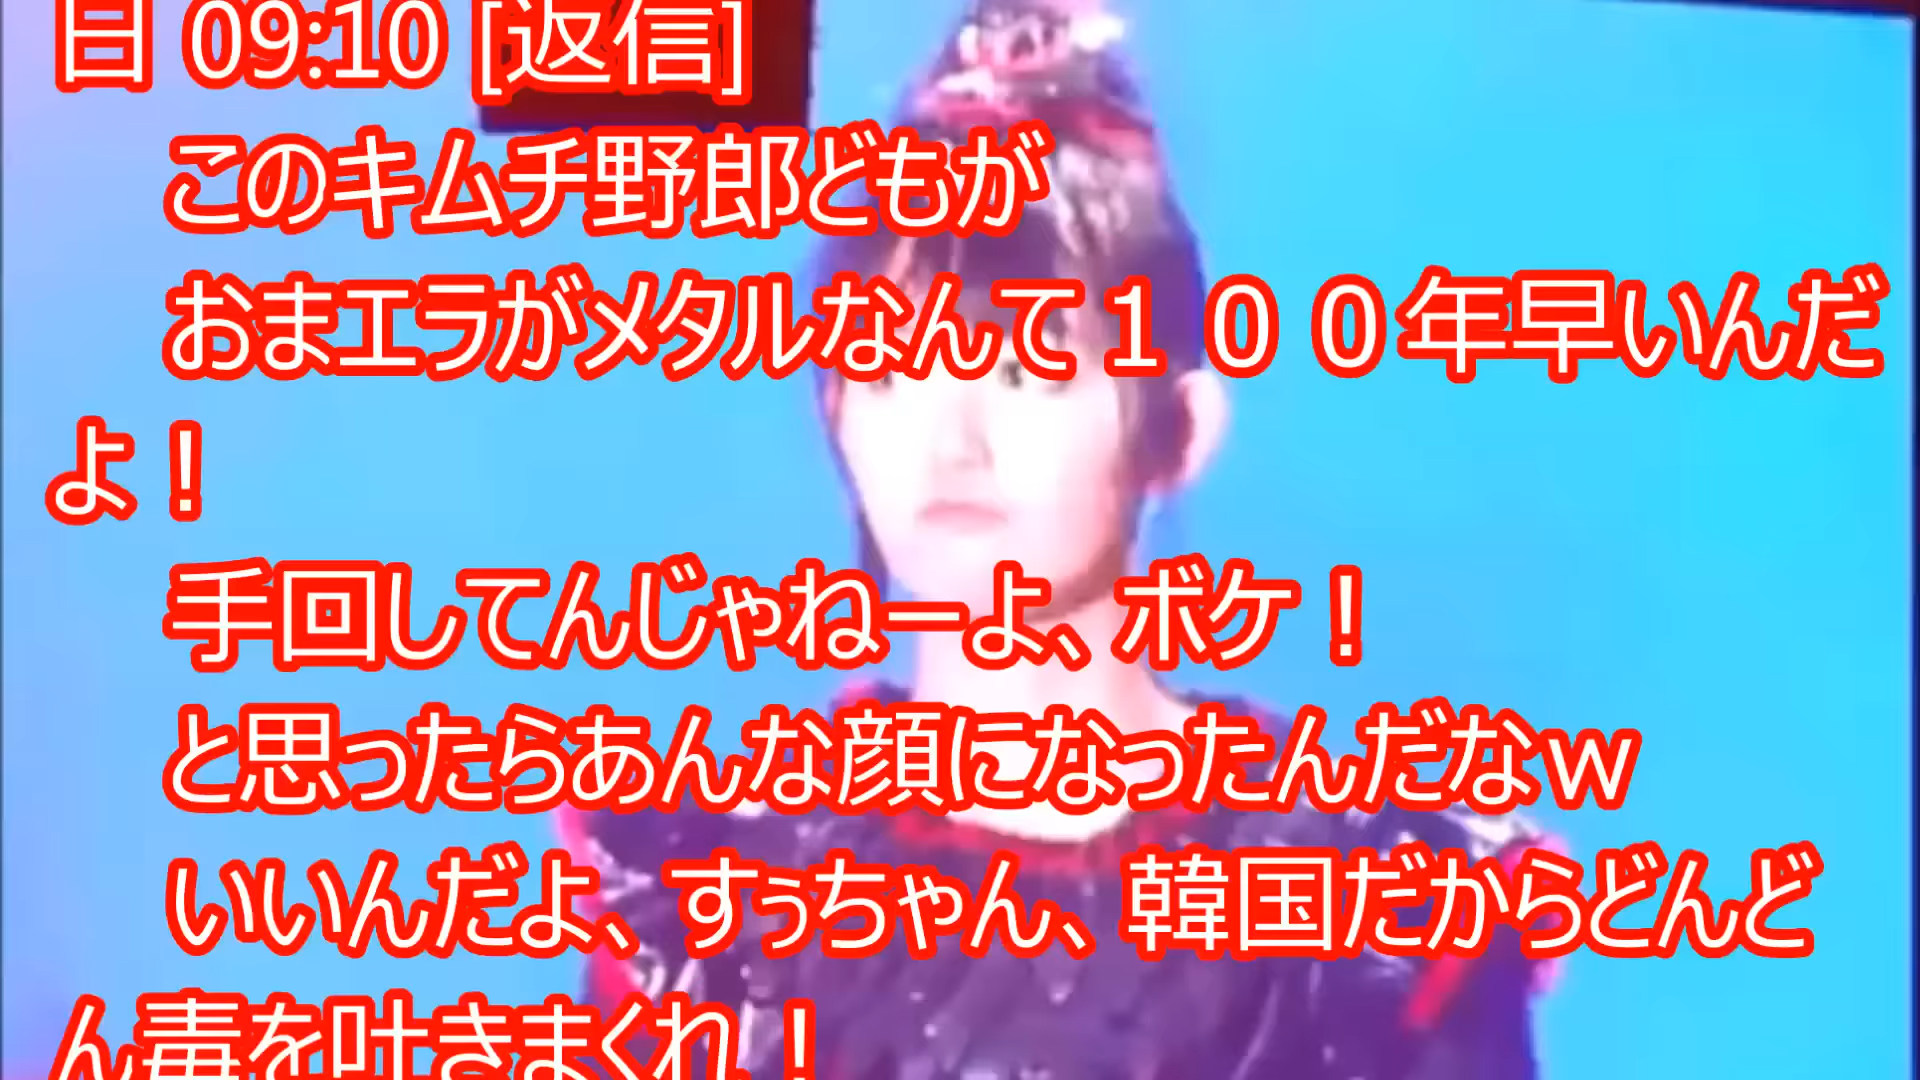 日 09:10 [返信]
このキムチ野郎どもが
おまエラがメタルなんて１００年早いんだ
よ！
手回してんじゃねーよ、ボケ！
と思ったらあんな顔になったんだなｗ
いいんだよ、すぅちゃん、韓国だからどんど
ん毒を吐きまくれ！